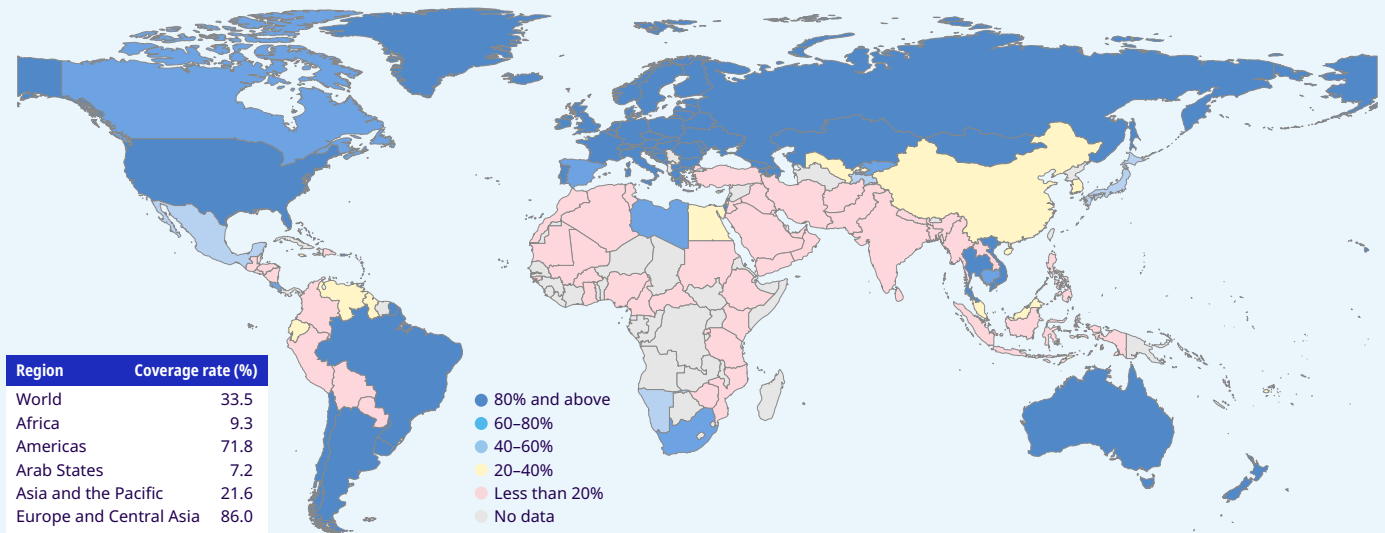 Region Coverage rate (%)
World 33.5
Africa 9.3
Americas 71.8
Arab States 7.2
Asia and the Pacific 21.6
Europe and Central Asia 86.0
80% and above
60–80%
40–60%
20–40%
Less than 20%
No data